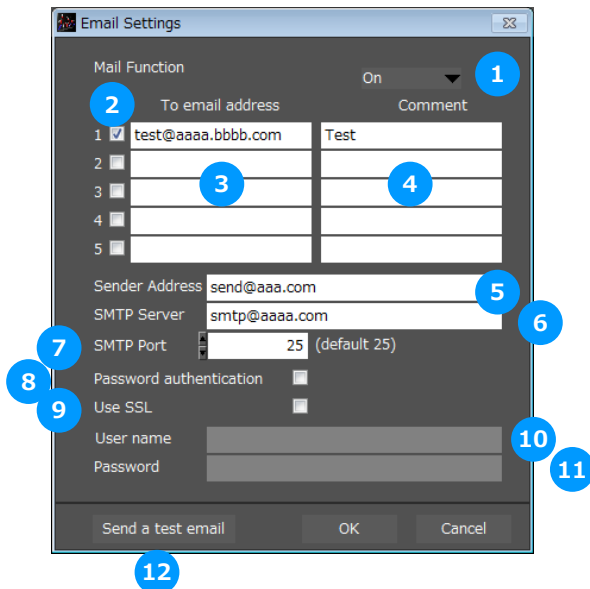 Email Settings
Mail Function
On
1
2
To email address
Comment
1 test@aaaa.bbbb.com Test
2
3
3
4
4
5
Sender Address send@aaa.com
5
SMTP Server smtp@aaaa.com
6
7
SMTP Port 25 (default 25)
8
Password authentication
9
Use SSL
User name
10
Password
11
Send a test email OK Cancel
12